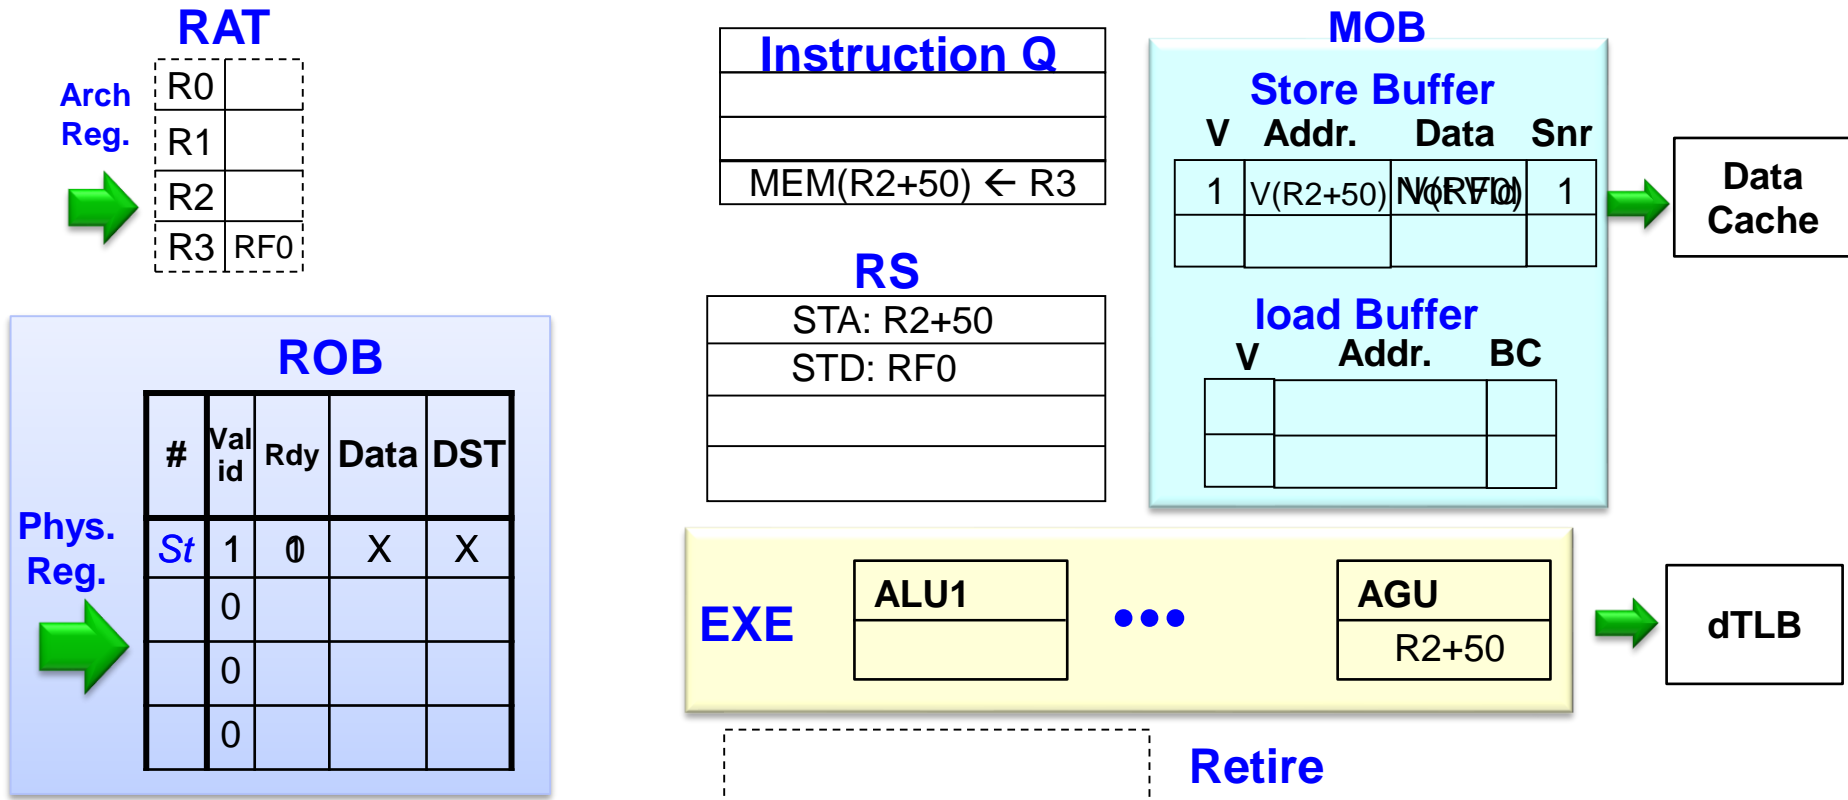 RAT
Arch
Reg.
R0
R1
R2
R3 RF0
Instruction Q
MEM(R2+50) ← R3
RS
STA: R2+50
STD: RF0
MOB
Store Buffer
V Addr. Data Snr
1 V(R2+50) 1
load Buffer
V Addr. BC
Data
Cache
ROB
# Val
id Rdy Data DST
Phys.
Reg.
St 1 X X
0
0
0
EXE
ALU1
•••
AGU
R2+50
dTLB
Retire